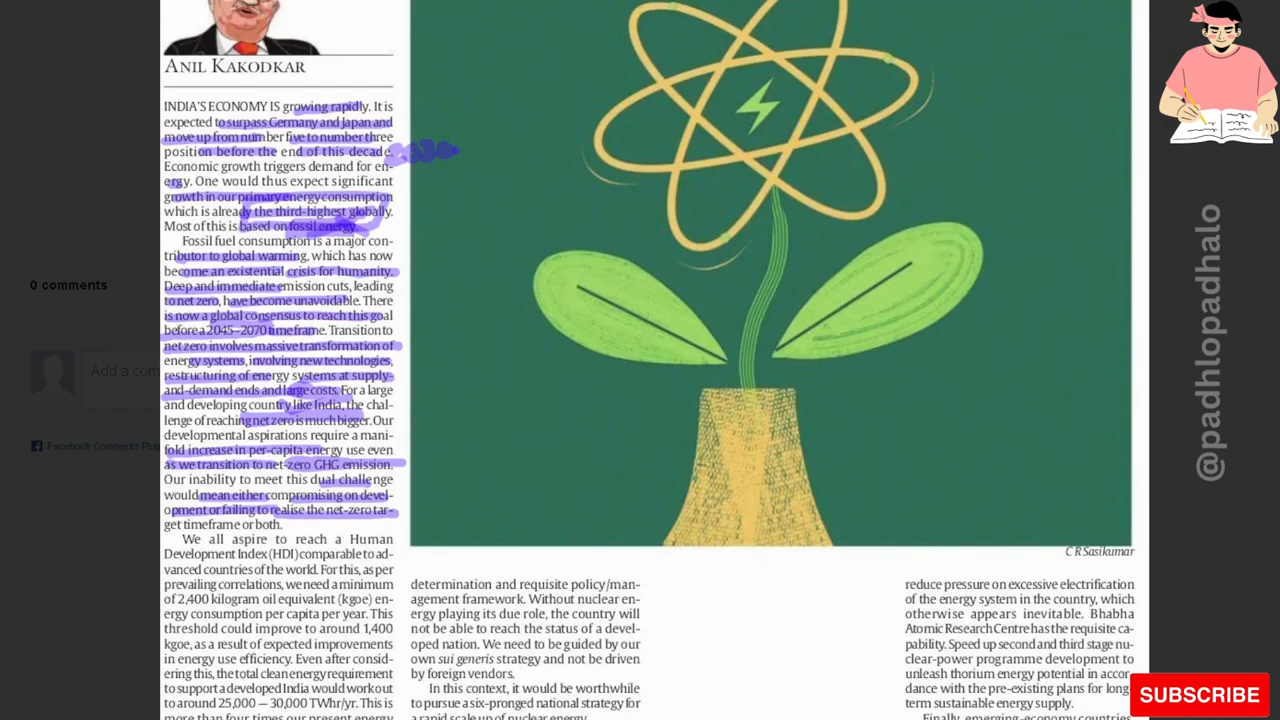 ANIL KAKODKAR
INDIA'S ECONOMY IS growing rapidly. It is
expected to surpass Germany and Japan and
move up from number five to number three
position before the end of this decade.
Economic growth triggers demand for en-
ergy. One would thus expect significant
growth in our primary energy consumption
which is already the third-highest globally.
Most of this is based on fossil energy.
Fossil fuel consumption is a major con-
tributor to global warming, which has now
become an existential crisis for humanity.
Deep and immediate emission cuts, leading
to net zero, have become unavoidable. There
is now a global consensus to reach this goal
before a 2045-2070 timeframe. Transition to
net zero involves massive transformation of
energy systems, involving new technologies,
restructuring of energy systems at supply-
and-demand ends and large costs. For a large
and developing country like India, the chal-
lenge of reaching net zero is much bigger. Our
developmental aspirations require a mani-
fold increase in per-capita energy use even
as we transition to net-zero GHG emission.
Our inability to meet this dual challenge
would mean either compromising on devel-
opment or failing to realise the net-zero tar-
get timeframe or both.
We all aspire to reach a Human
Development Index (HDI) comparable to ad-
vanced countries of the world. For this, as per
prevailing correlations, we need a minimum
of 2,400 kilogram oil equivalent (kgoe) en-
ergy consumption per capita per year. This
threshold could improve to around 1,400
kgoe, as a result of expected improvements
in energy use efficiency. Even after consid-
ering this, the total clean energy requirement
to support a developed India would work out
to around 25,000 – 30,000 TWhr/yr. This is
more than four times our present energy
C R Sasikumar
determination and requisite policy/man-
agement framework. Without nuclear en-
ergy playing its due role, the country will
not be able to reach the status of a devel-
oped nation. We need to be guided by our
own sui generis strategy and not be driven
by foreign vendors.
In this context, it would be worthwhile
to pursue a six-pronged national strategy for
a rapid scale up of nuclear energy.
reduce pressure on excessive electrification
of the energy system in the country, which
otherwise appears inevitable. Bhabha
Atomic Research Centre has the requisite ca-
pability. Speed up second and third stage nu-
clear-power programme development to
unleash thorium energy potential in accor-
dance with the pre-existing plans for long-
term sustainable energy supply.
Finally, emerging-economy countries
0 comments
Add a com
Facebook Comments Plug
@padhlopadhalo
SUBSCRIBE